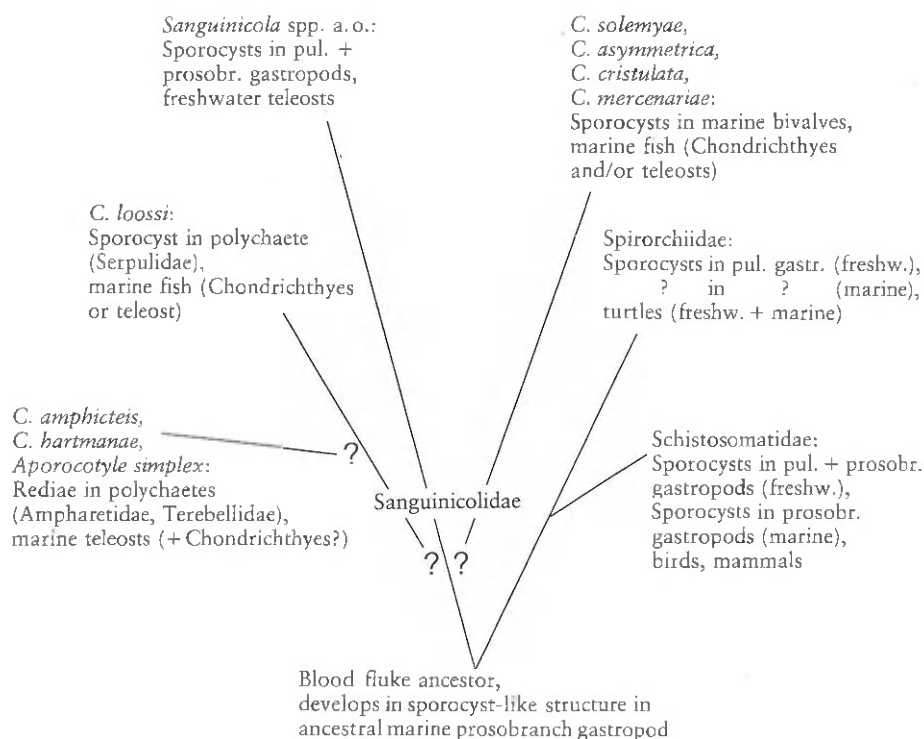 Sanguinicola spp. a.o.:
Sporocysts in pul. +
prosobr. gastropods,
freshwater teleosts
C. solemyae,
C. asymmetrica,
C. cristulata,
C. mercenariae:
Sporocysts in marine bivalves,
marine fish (Chondrichthyes
and/or teleosts)
C. loossi:
Sporocyst in polychaete
(Serpulidae),
marine fish (Chondrichthyes
or teleost)
Spirorchiidae:
Sporocysts in pul. gastr. (freshw.),
? in ? (marine),
turtles (freshw. + marine)
C. amphicteis,
C. hartmanae,
Aporocotyle simplex:
Rediae in polychaetes
(Ampharetidae, Terebellidae),
marine teleosts (+ Chondrichthyes?)
?
Sanguinicolidae
? ?
Schistosomatidae:
Sporocysts in pul. + prosobr.
gastropods (freshw.),
Sporocysts in prosobr.
gastropods (marine),
birds, mammals
Blood fluke ancestor,
develops in sporocyst-like structure in
ancestral marine prosobranch gastropod